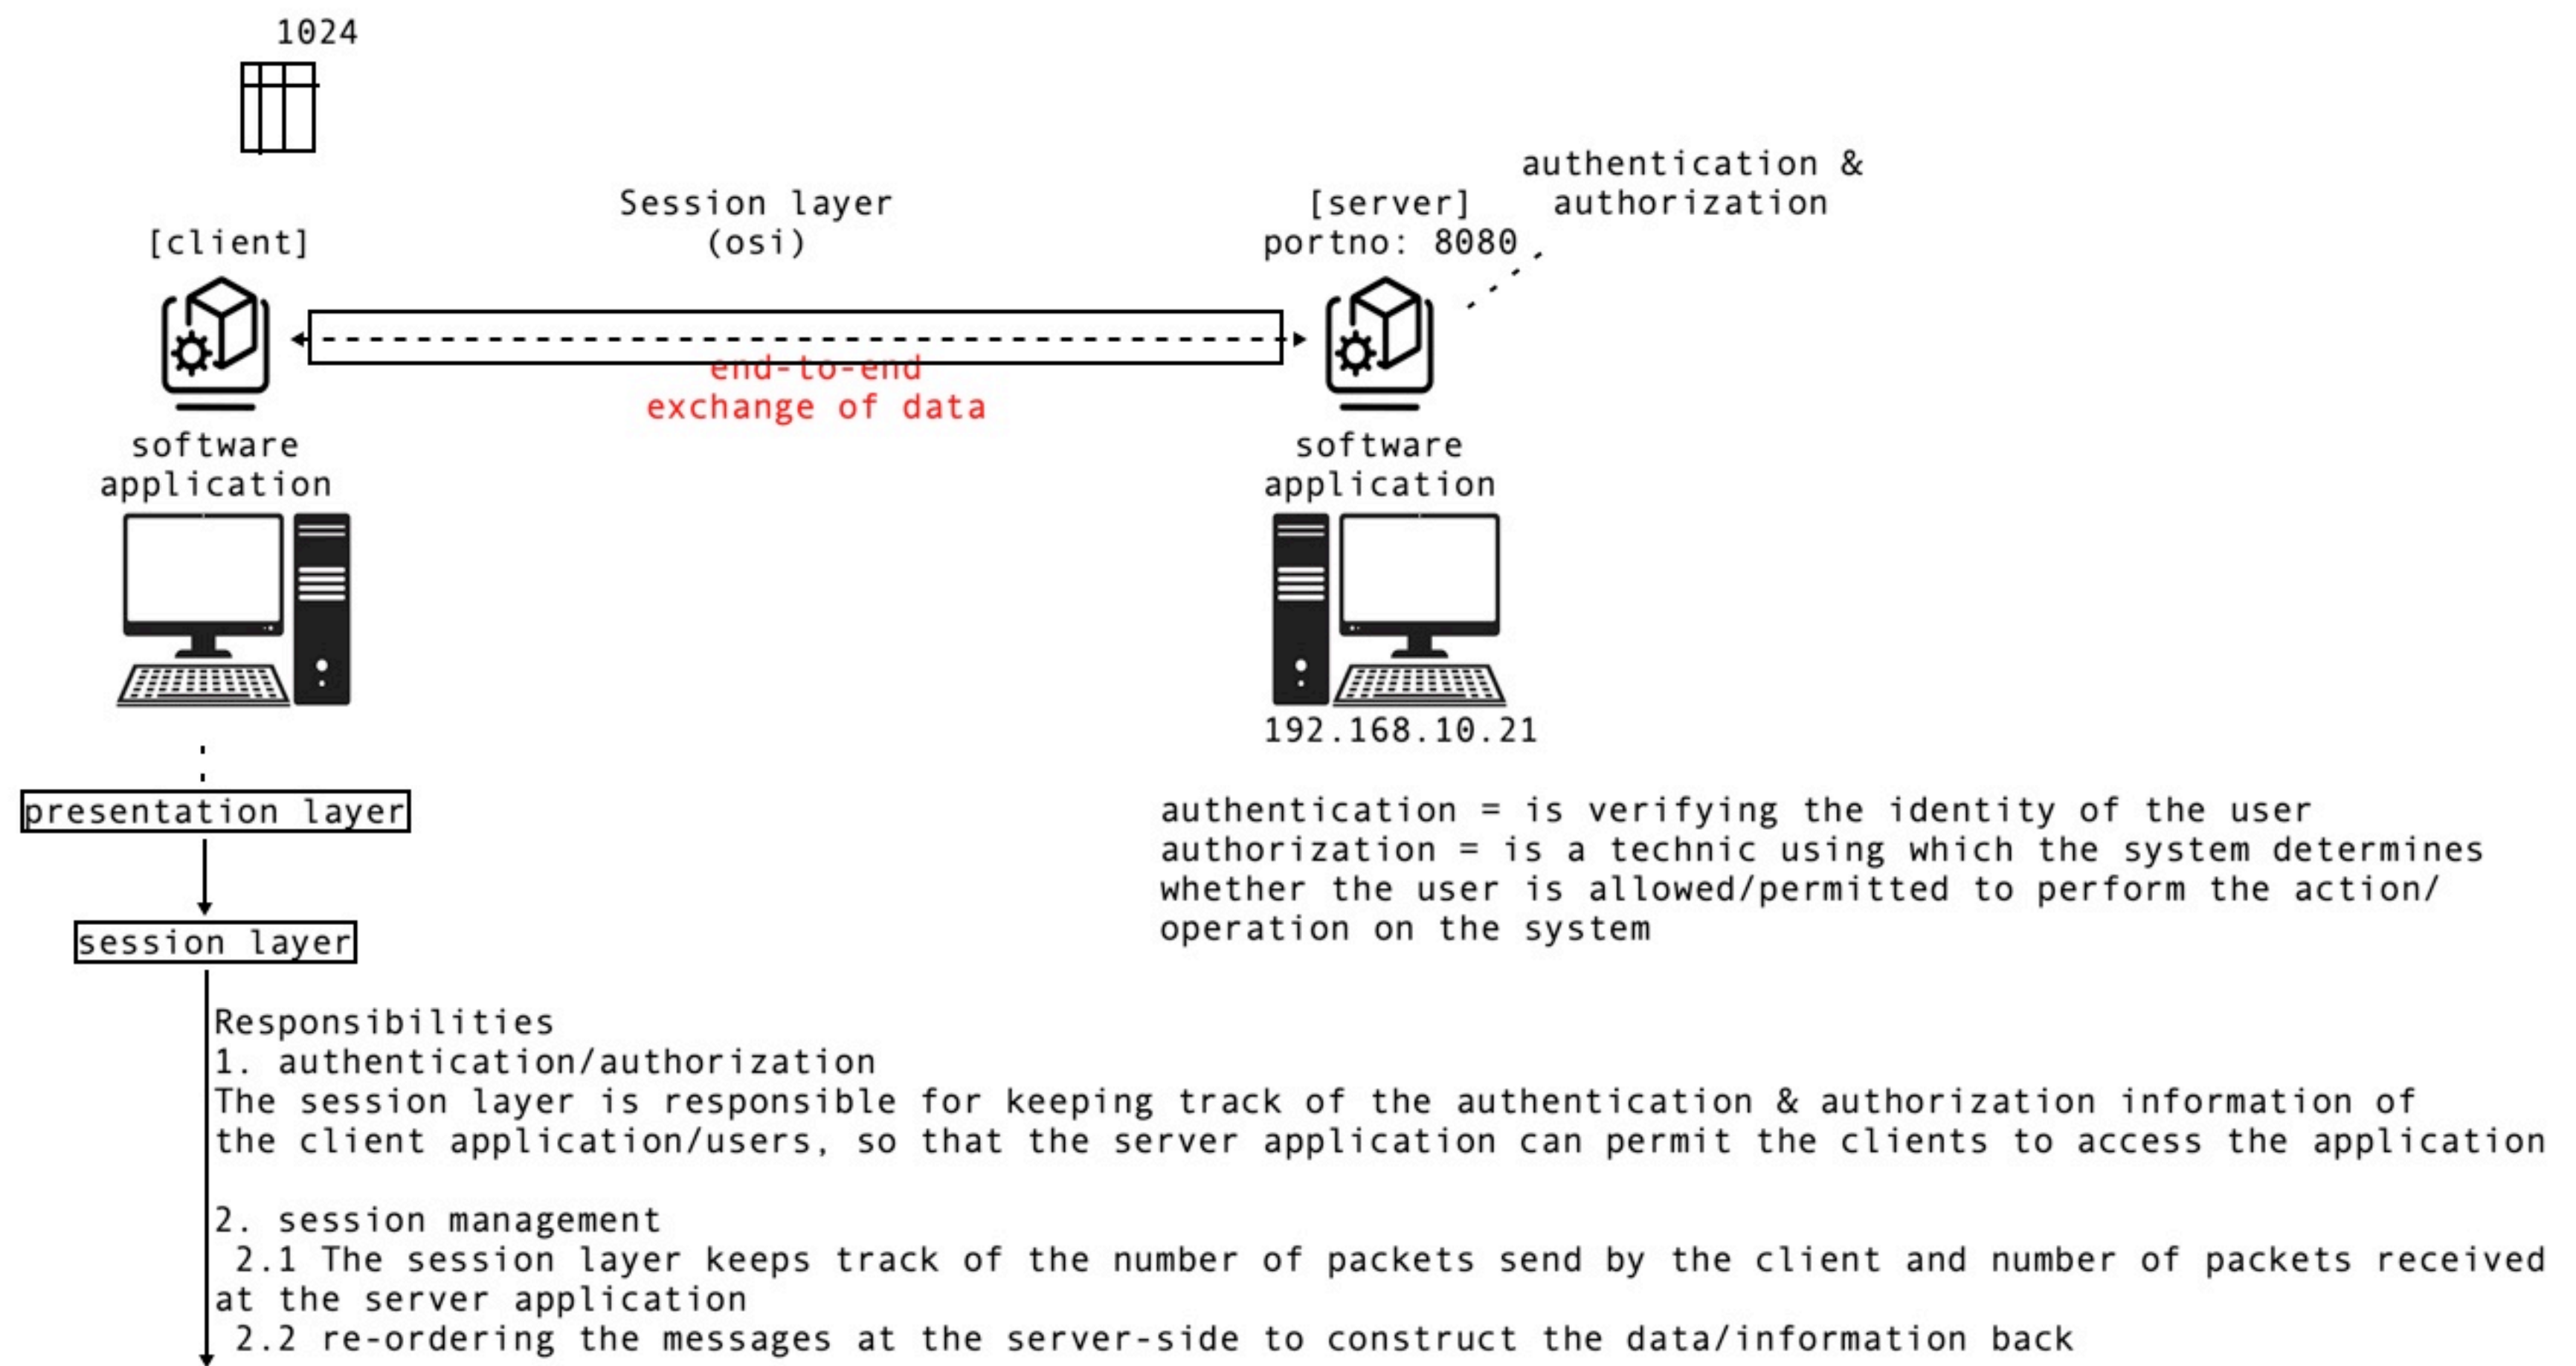 1024
authentication &
authorization
Session layer
(osi)
[server]
portno: 8080
[client]
end-to-end
exchange of data
software
application
software
application
192.168.10.21
presentation layer
authentication = is verifying the identity of the user
authorization = is a technic using which the system determines
whether the user is allowed/permitted to perform the action/
operation on the system
session layer
Responsibilities
1. authentication/authorization
The session layer is responsible for keeping track of the authentication & authorization information of
the client application/users, so that the server application can permit the clients to access the application
2. session management
2.1 The session layer keeps track of the number of packets send by the client and number of packets received
at the server application
2.2 re-ordering the messages at the server-side to construct the data/information back